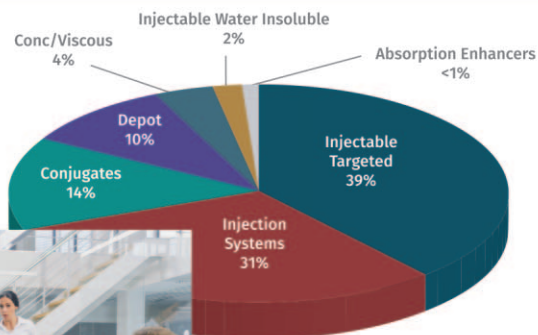 Injectable Water Insoluble
2%
Conc/Viscous
4%
Absorption Enhancers
<1%
Depot
10%
Injectable
Targeted
39%
Conjugates
14%
Injection
Systems
31%